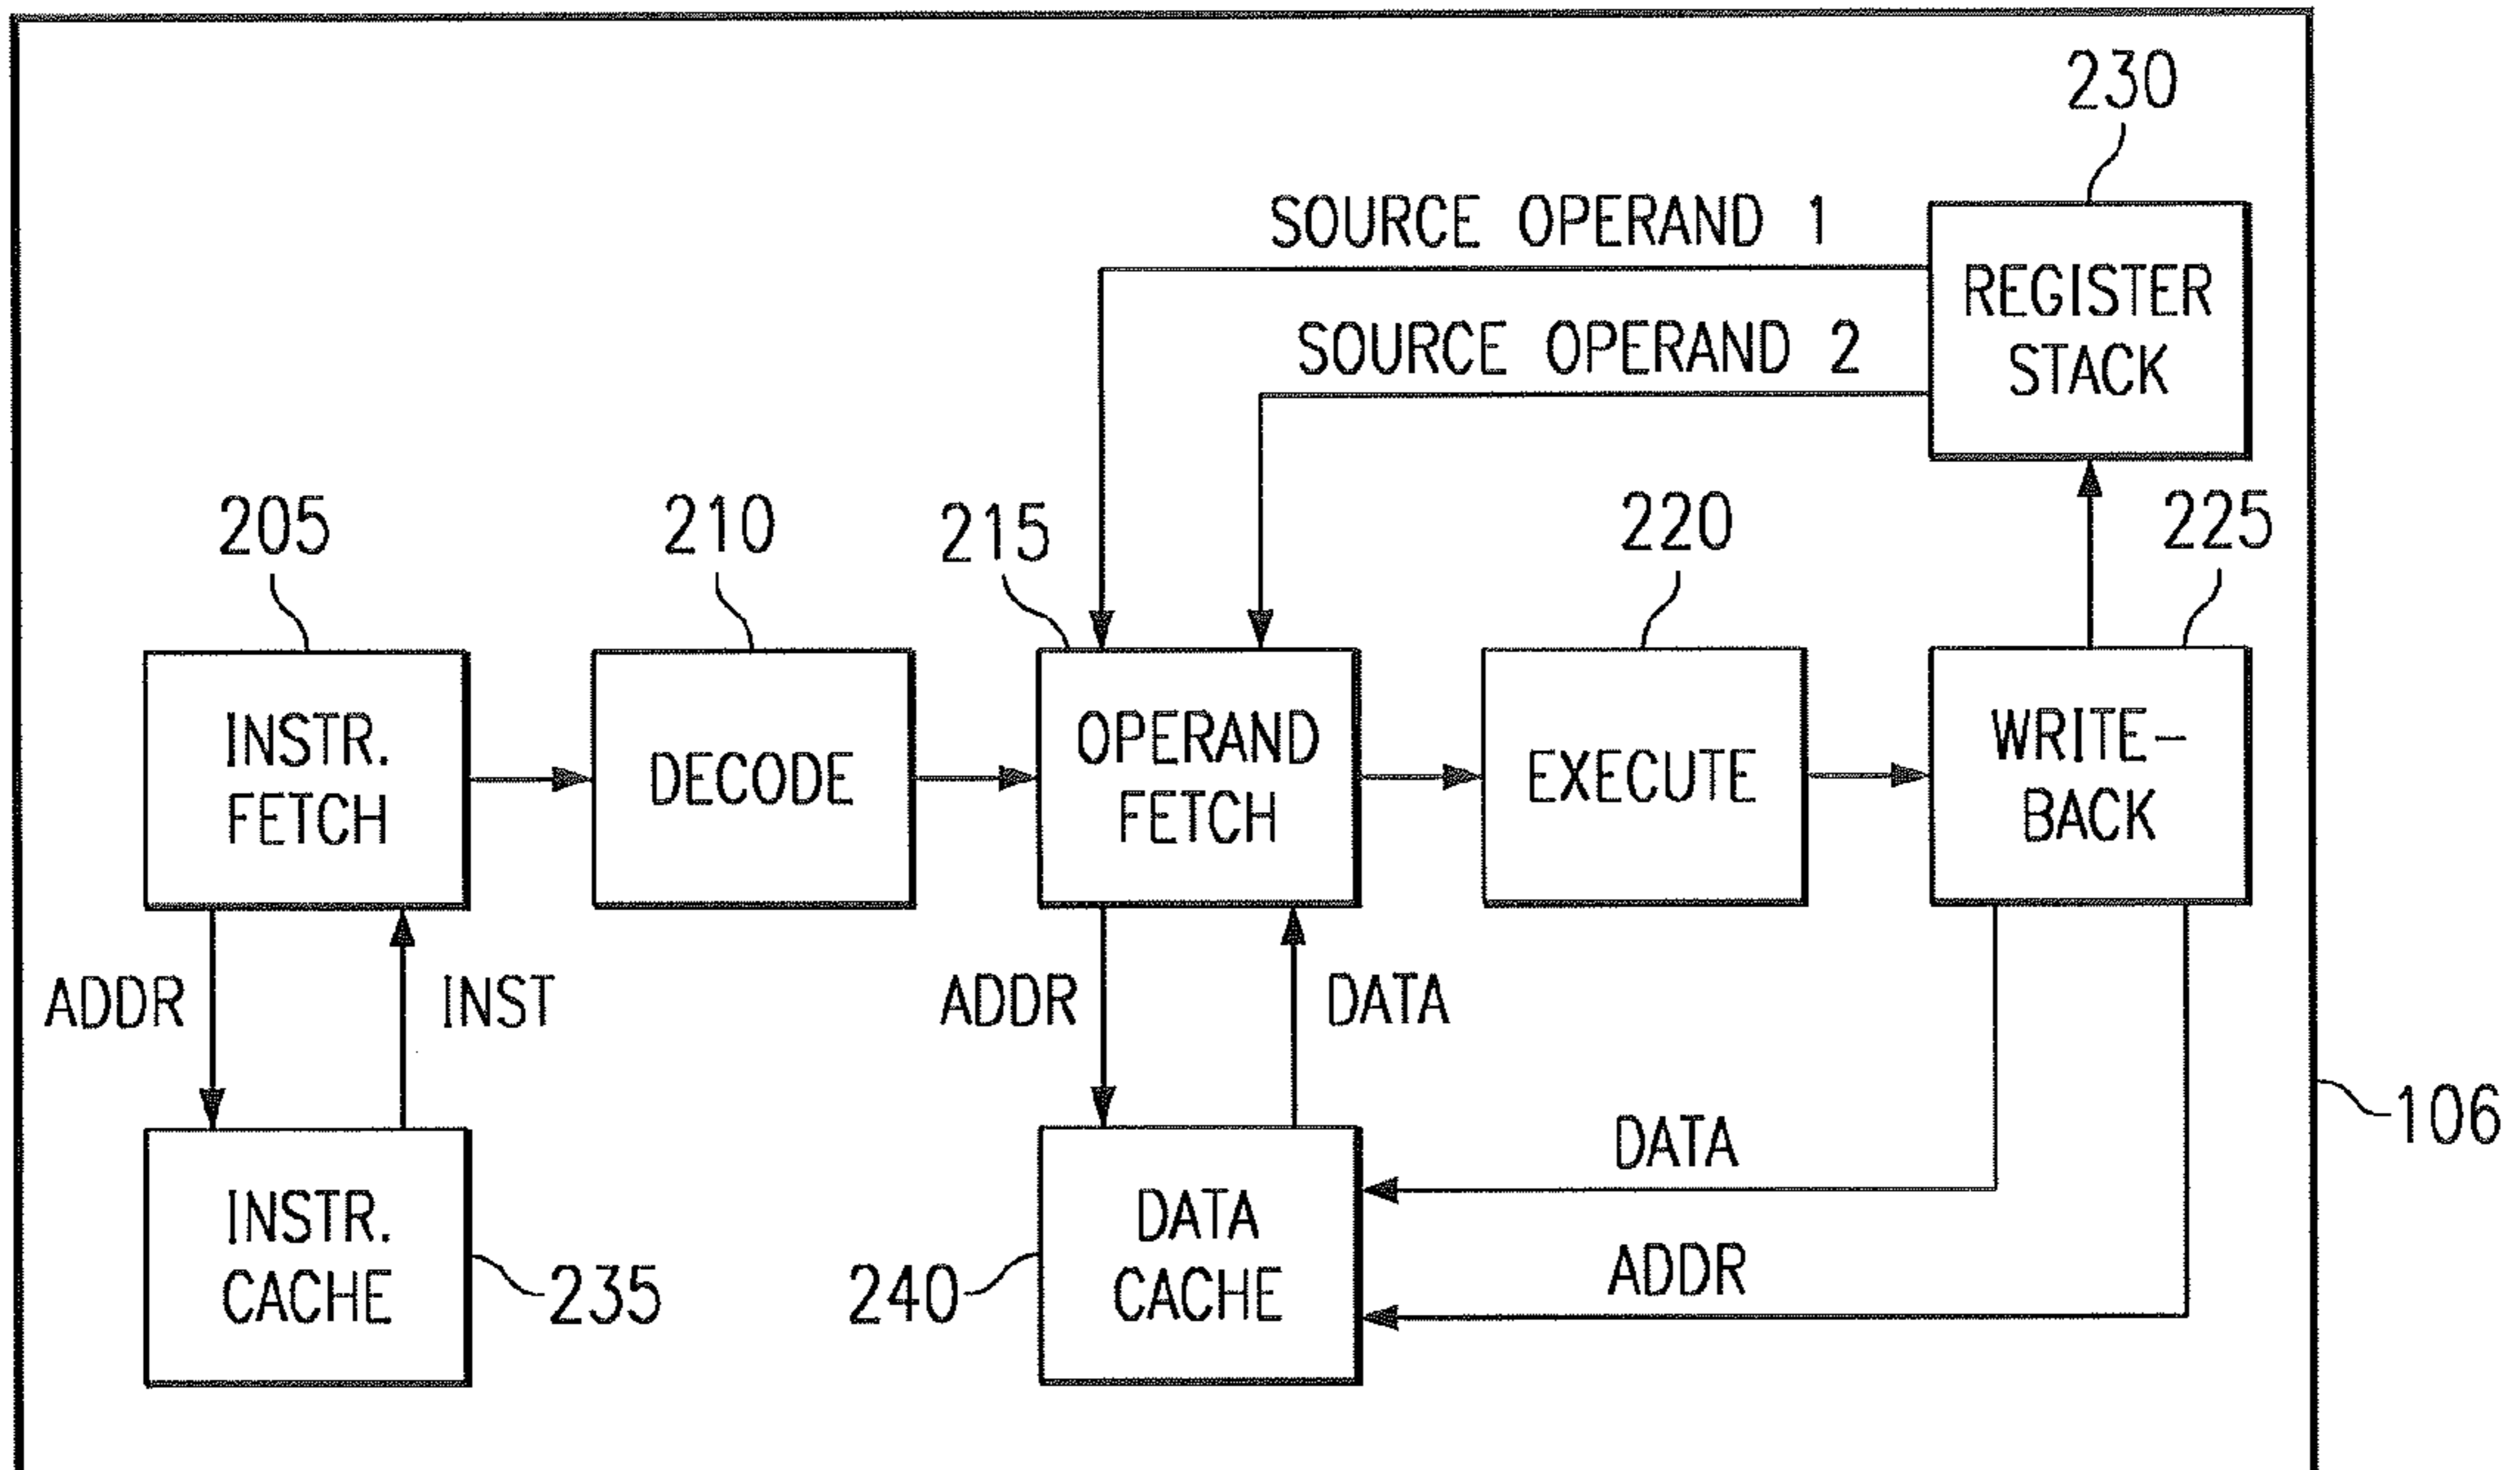 230
SOURCE OPERAND 1
REGISTER
STACK
SOURCE OPERAND 2
205
210
215
220
225
INSTR.
FETCH
DECODE
OPERAND
FETCH
EXECUTE
WRITE-
BACK
ADDR
INST
ADDR
DATA
106
DATA
INSTR.
CACHE
235
240
DATA
CACHE
ADDR